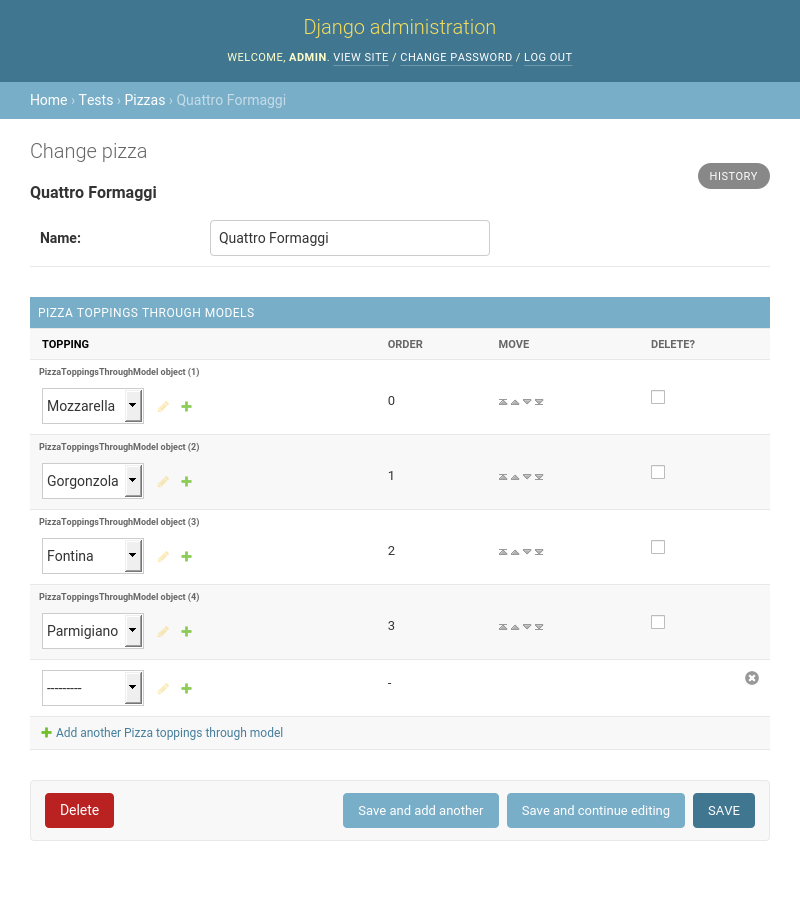 Django administration
WELCOME, ADMIN. VIEW SITE / CHANGE PASSWORD / LOG OUT
Home › Tests › Pizzas › Quattro Formaggi
Change pizza
HISTORY
Quattro Formaggi
Name: Quattro Formaggi
PIZZA TOPPINGS THROUGH MODELS
TOPPING ORDER MOVE DELETE?
PizzaToppingsThroughModel object (1)
Mozzarella 0
PizzaToppingsThroughModel object (2)
Gorgonzola 1
PizzaToppingsThroughModel object (3)
Fontina 2
PizzaToppingsThroughModel object (4)
Parmigiano 3
--------- -
Add another Pizza toppings through model
Delete Save and add another Save and continue editing SAVE